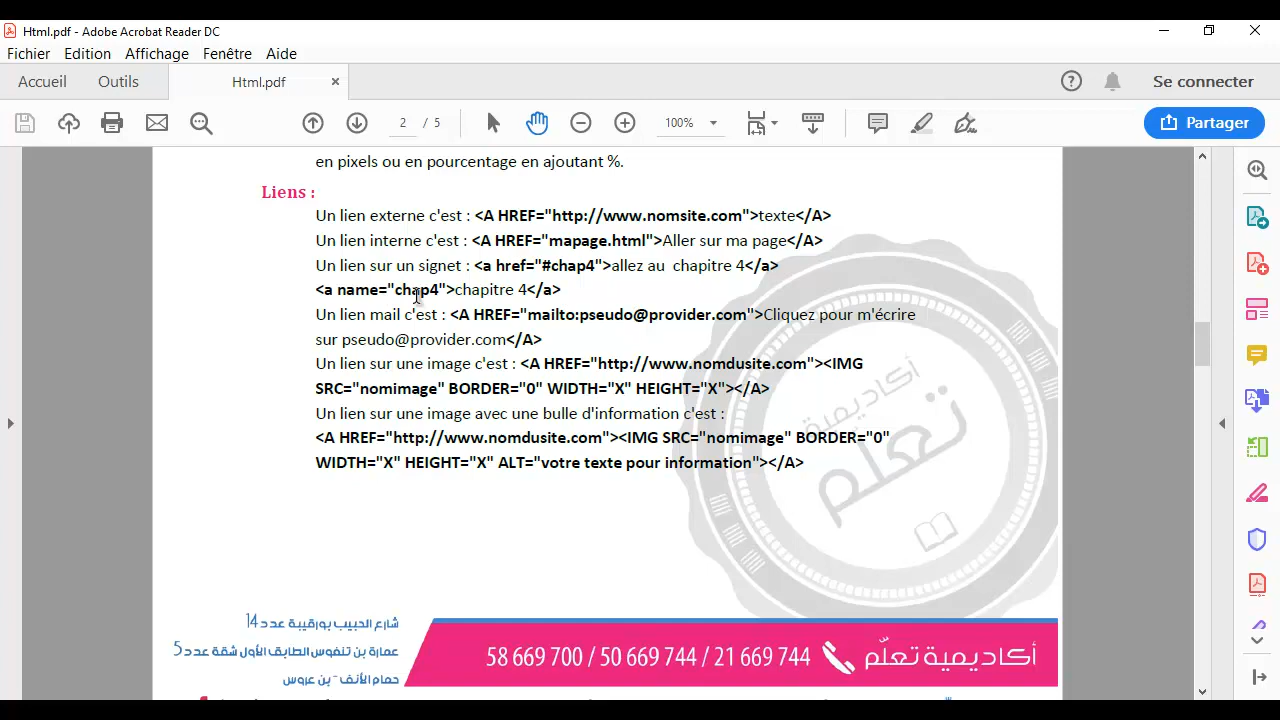 Html.pdf - Adobe Acrobat Reader DC
Fichier Edition Affichage Fenêtre Aide
Accueil Outils Html.pdf × Se connecter
2 / 5 100% Partager
en pixels ou en pourcentage en ajoutant %.
Liens :
Un lien externe c'est : <A HREF="http://www.nomsite.com">texte</A>
Un lien interne c'est : <A HREF="mapage.html">Aller sur ma page</A>
Un lien sur un signet : <a href="#chap4">allez au chapitre 4</a>
<a name="chap4">chapitre 4</a>
Un lien mail c'est : <A HREF="mailto:pseudo@provider.com">Cliquez pour m'écrire
sur pseudo@provider.com</A>
Un lien sur une image c'est : <A HREF="http://www.nomdusite.com"><IMG
SRC="nomimage" BORDER="0" WIDTH="X" HEIGHT="X"></A>
Un lien sur une image avec une bulle d'information c'est :
<A HREF="http://www.nomdusite.com"><IMG SRC="nomimage" BORDER="0"
WIDTH="X" HEIGHT="X" ALT="votre texte pour information"></A>
أكاديمية
تعلّم
شارع الحبيب بورقيبة عدد 14
عمارة بن تنفوس الطابق الأول شقة عدد 5
حمام الأنف - بن عروس
أكاديمية تعلّم 58 669 700 / 50 669 744 / 21 669 744